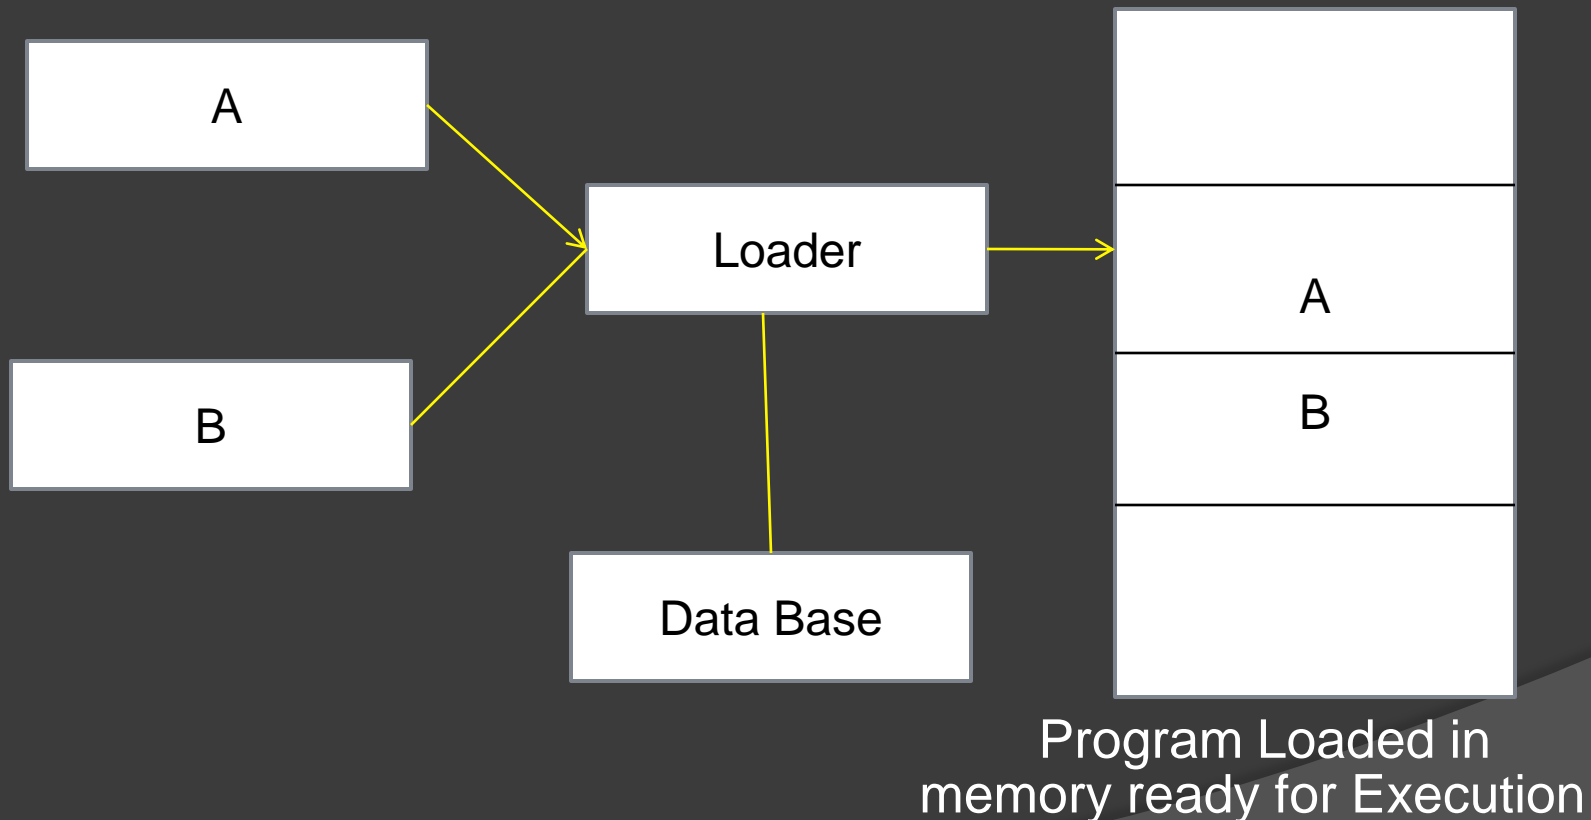 A
Loader
A
B
B
Data Base
Program Loaded in
memory ready for Execution